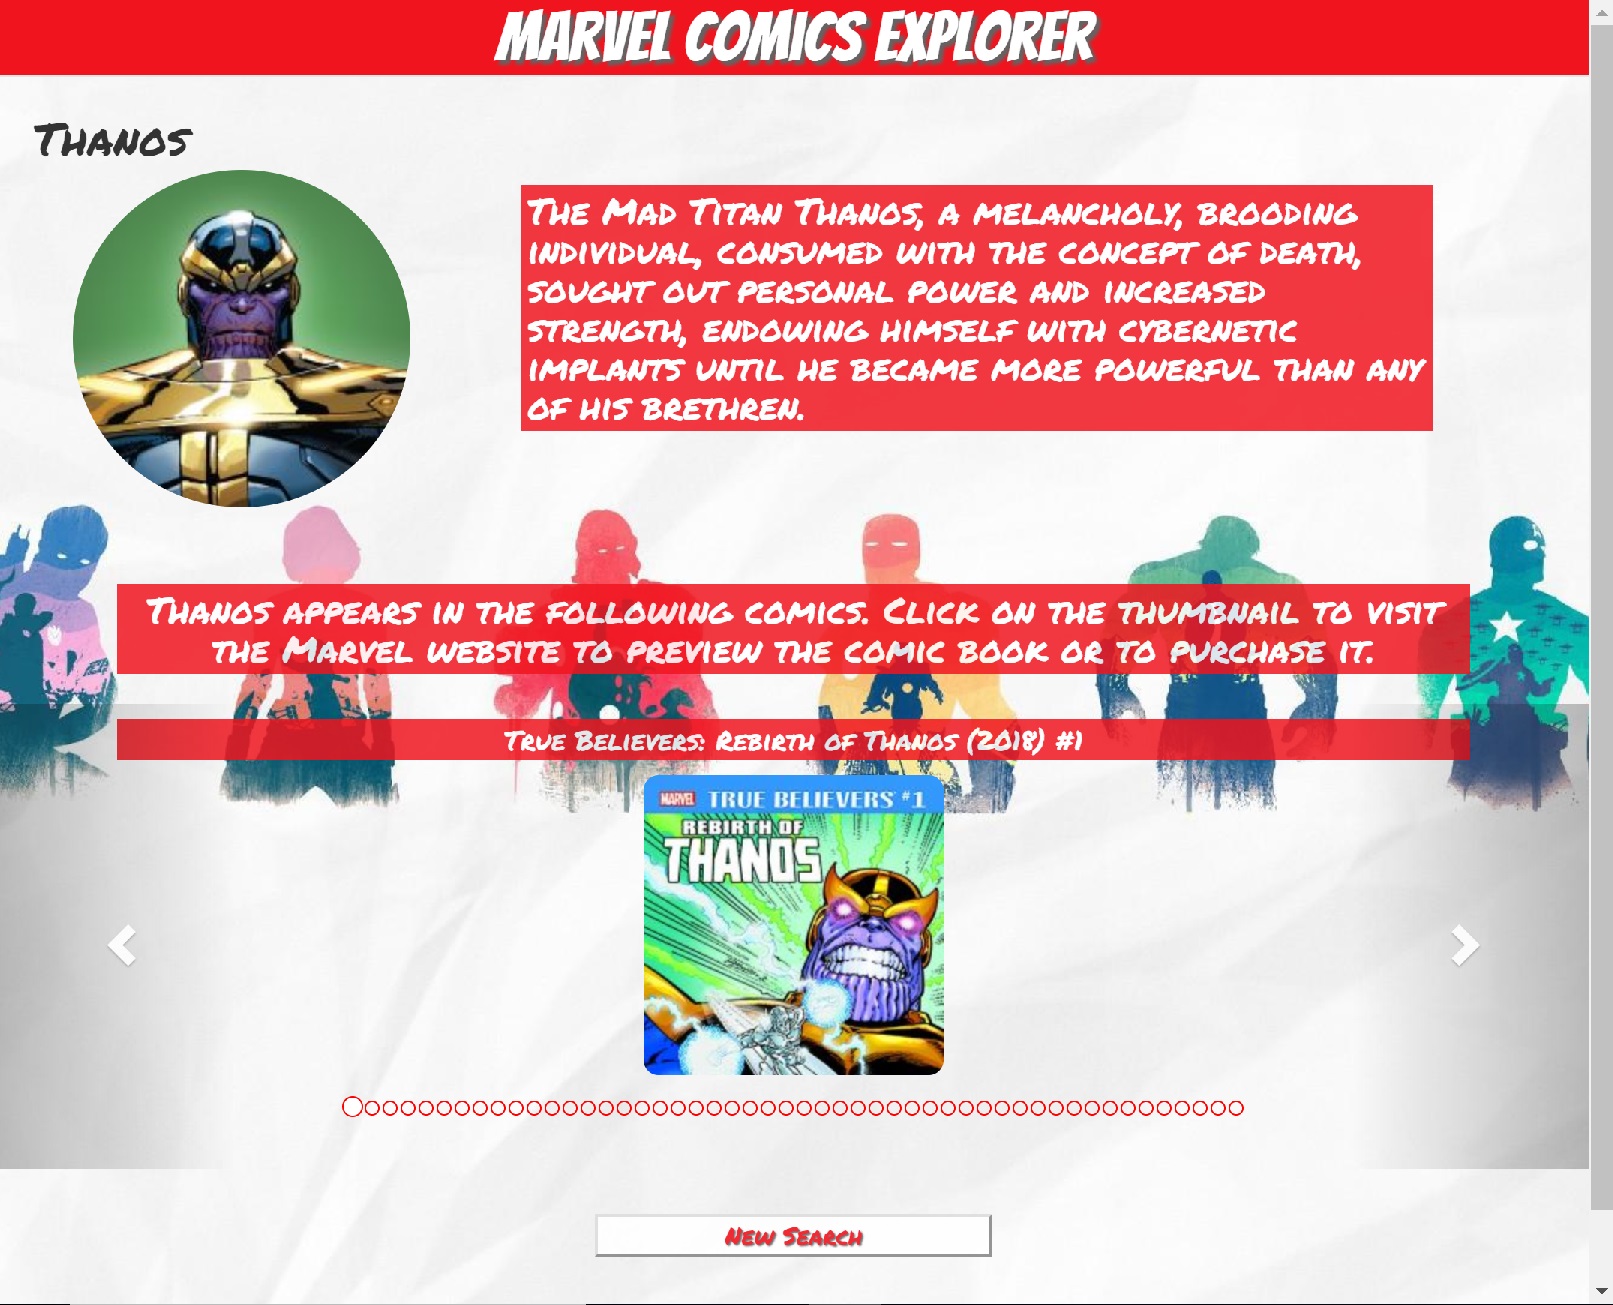 MARVEL COMICS EXPLORER
Thanos
The Mad Titan Thanos, a melancholy, brooding
individual, consumed with the concept of death,
sought out personal power and increased
strength, endowing himself with cybernetic
implants until he became more powerful than any
of his brethren.
Thanos appears in the following comics. Click on the thumbnail to visit
the Marvel website to preview the comic book or to purchase it.
True Believers: Rebirth of Thanos (2018) #1
MARVEL TRUE BELIEVERS #1
REBIRTH OF
THANOS
New Search